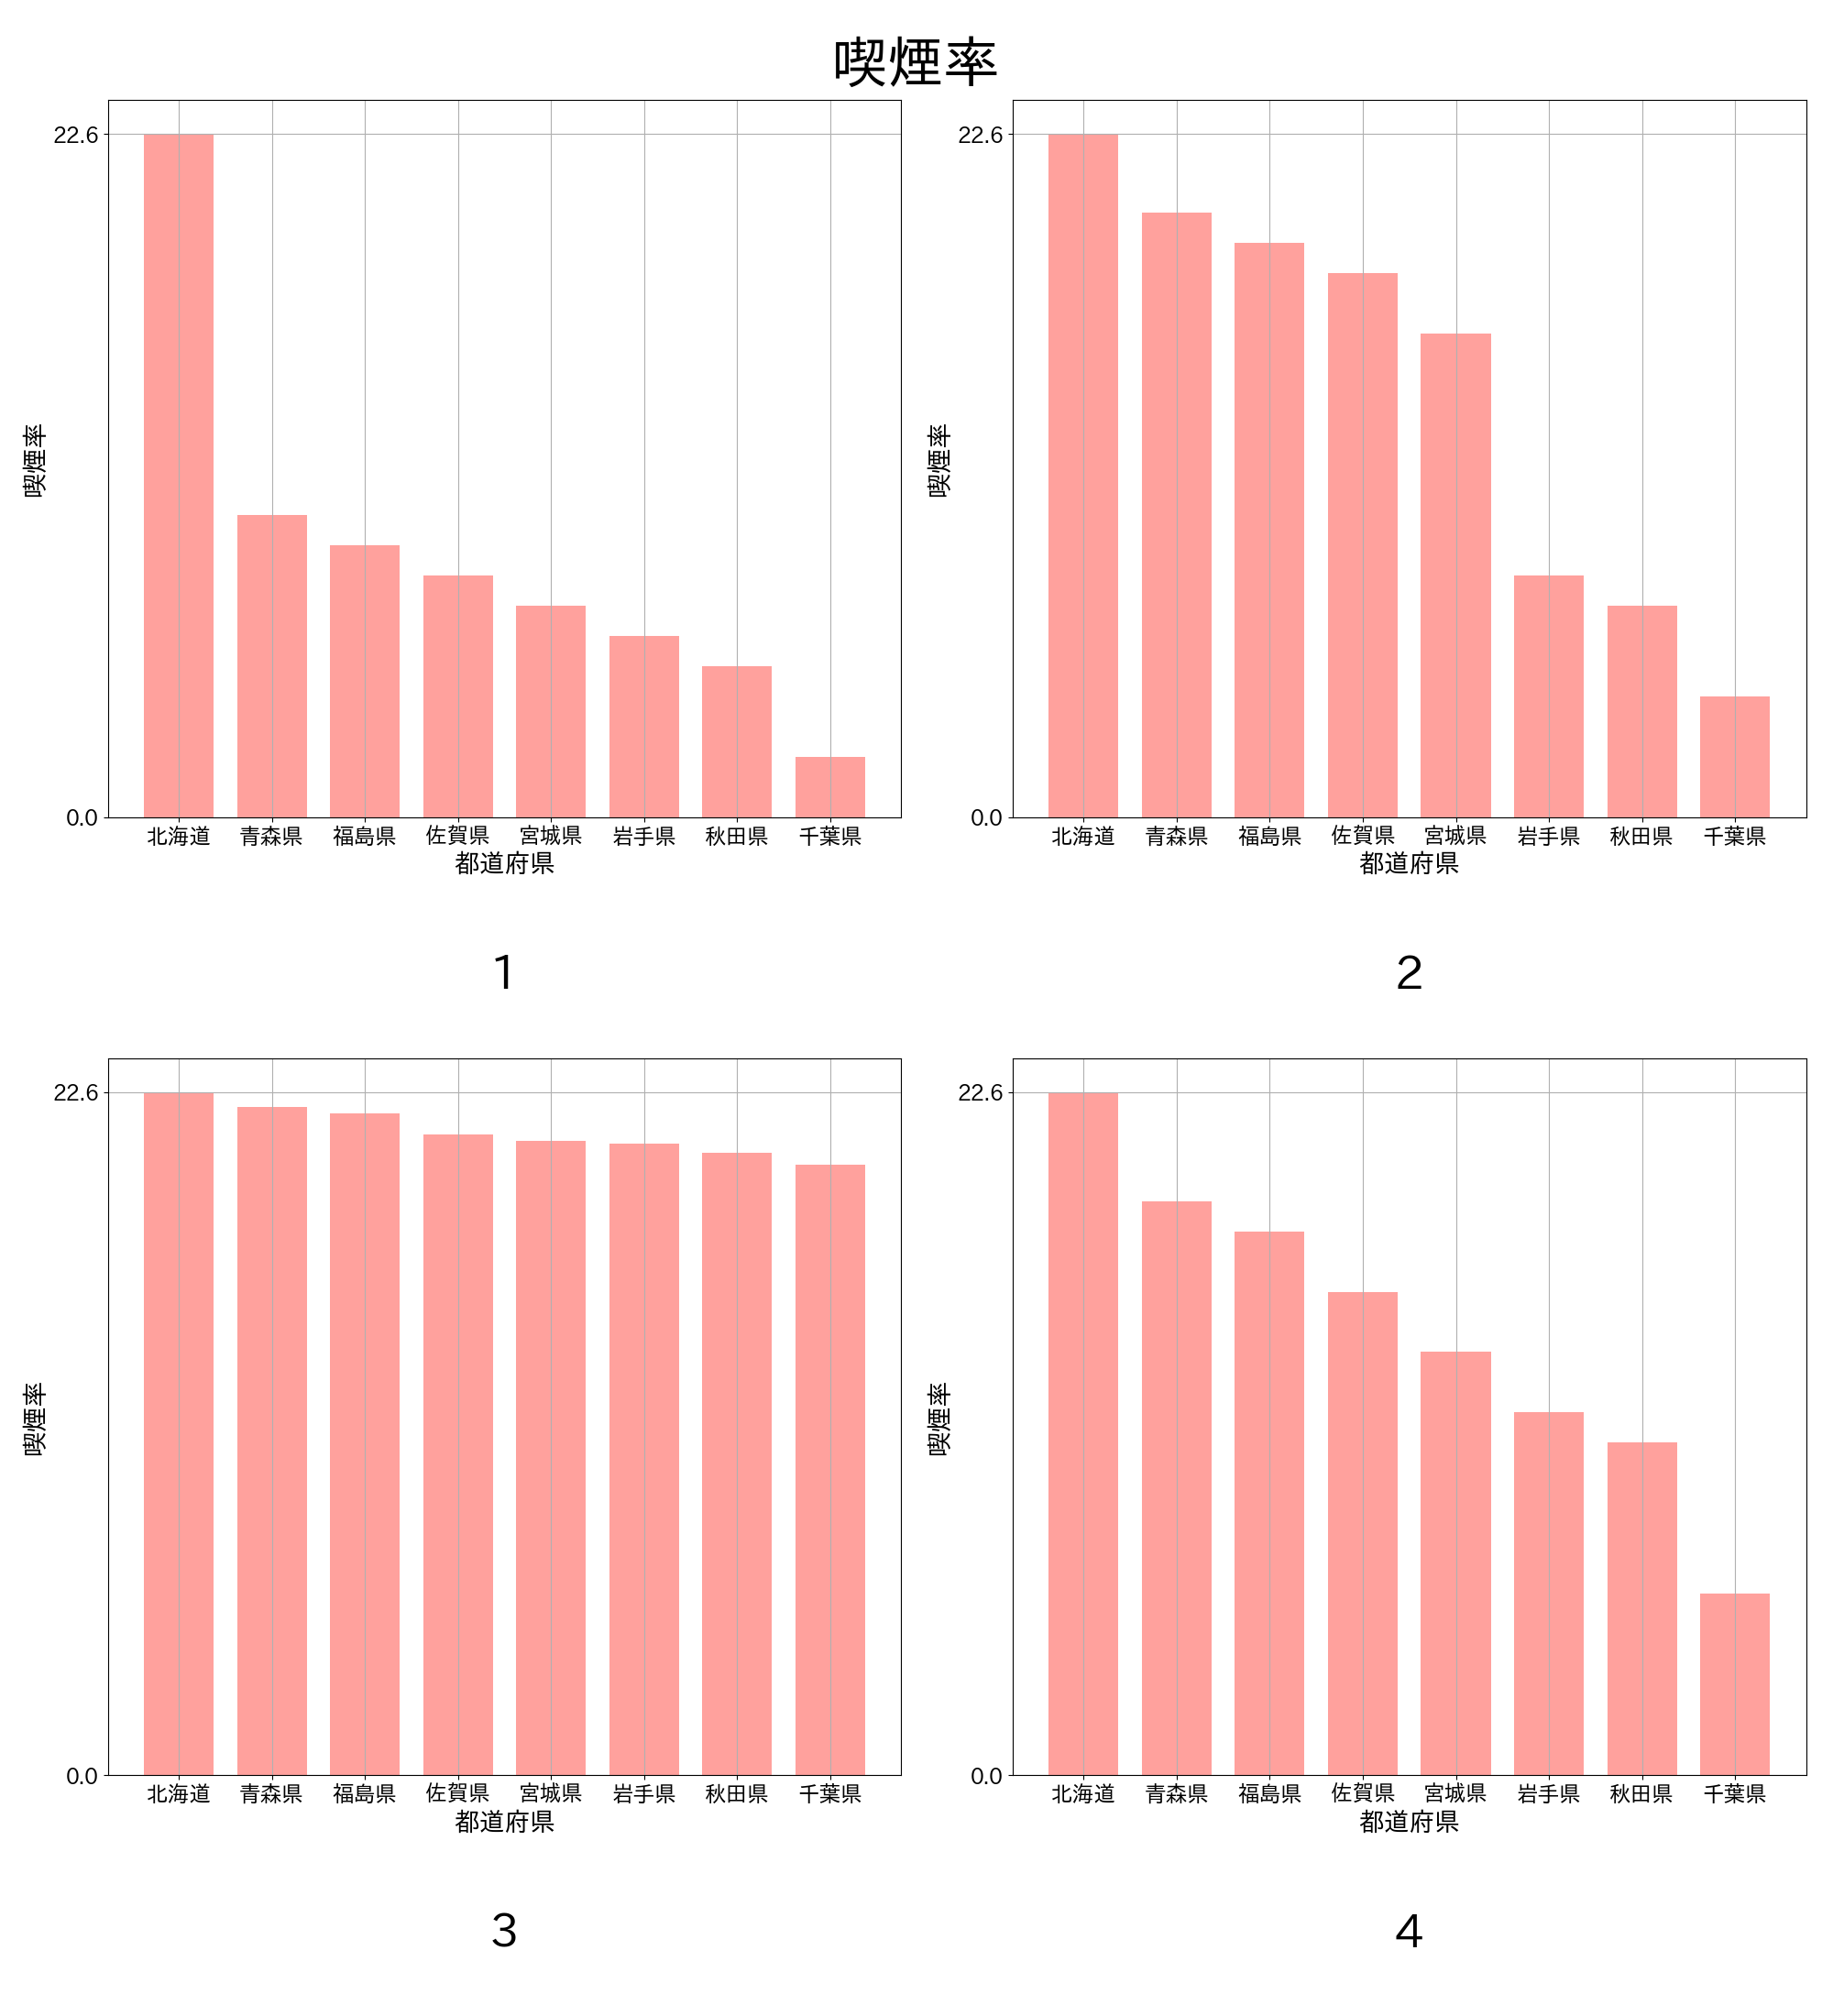 喫煙率
22.6
喫煙率
0.0
北海道 青森県 福島県 佐賀県 宮城県 岩手県 秋田県 千葉県
都道府県
1
22.6
喫煙率
0.0
北海道 青森県 福島県 佐賀県 宮城県 岩手県 秋田県 千葉県
都道府県
2
22.6
喫煙率
0.0
北海道 青森県 福島県 佐賀県 宮城県 岩手県 秋田県 千葉県
都道府県
3
22.6
喫煙率
0.0
北海道 青森県 福島県 佐賀県 宮城県 岩手県 秋田県 千葉県
都道府県
4